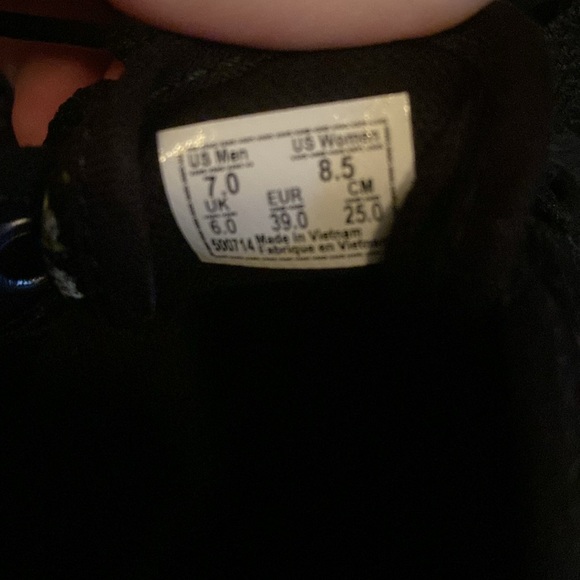 US Men US Women
7.0 8.5
UK EUR CM
6.0 39.0 25.0
500714 Made in Vietnam
Fabrique en Vietnam